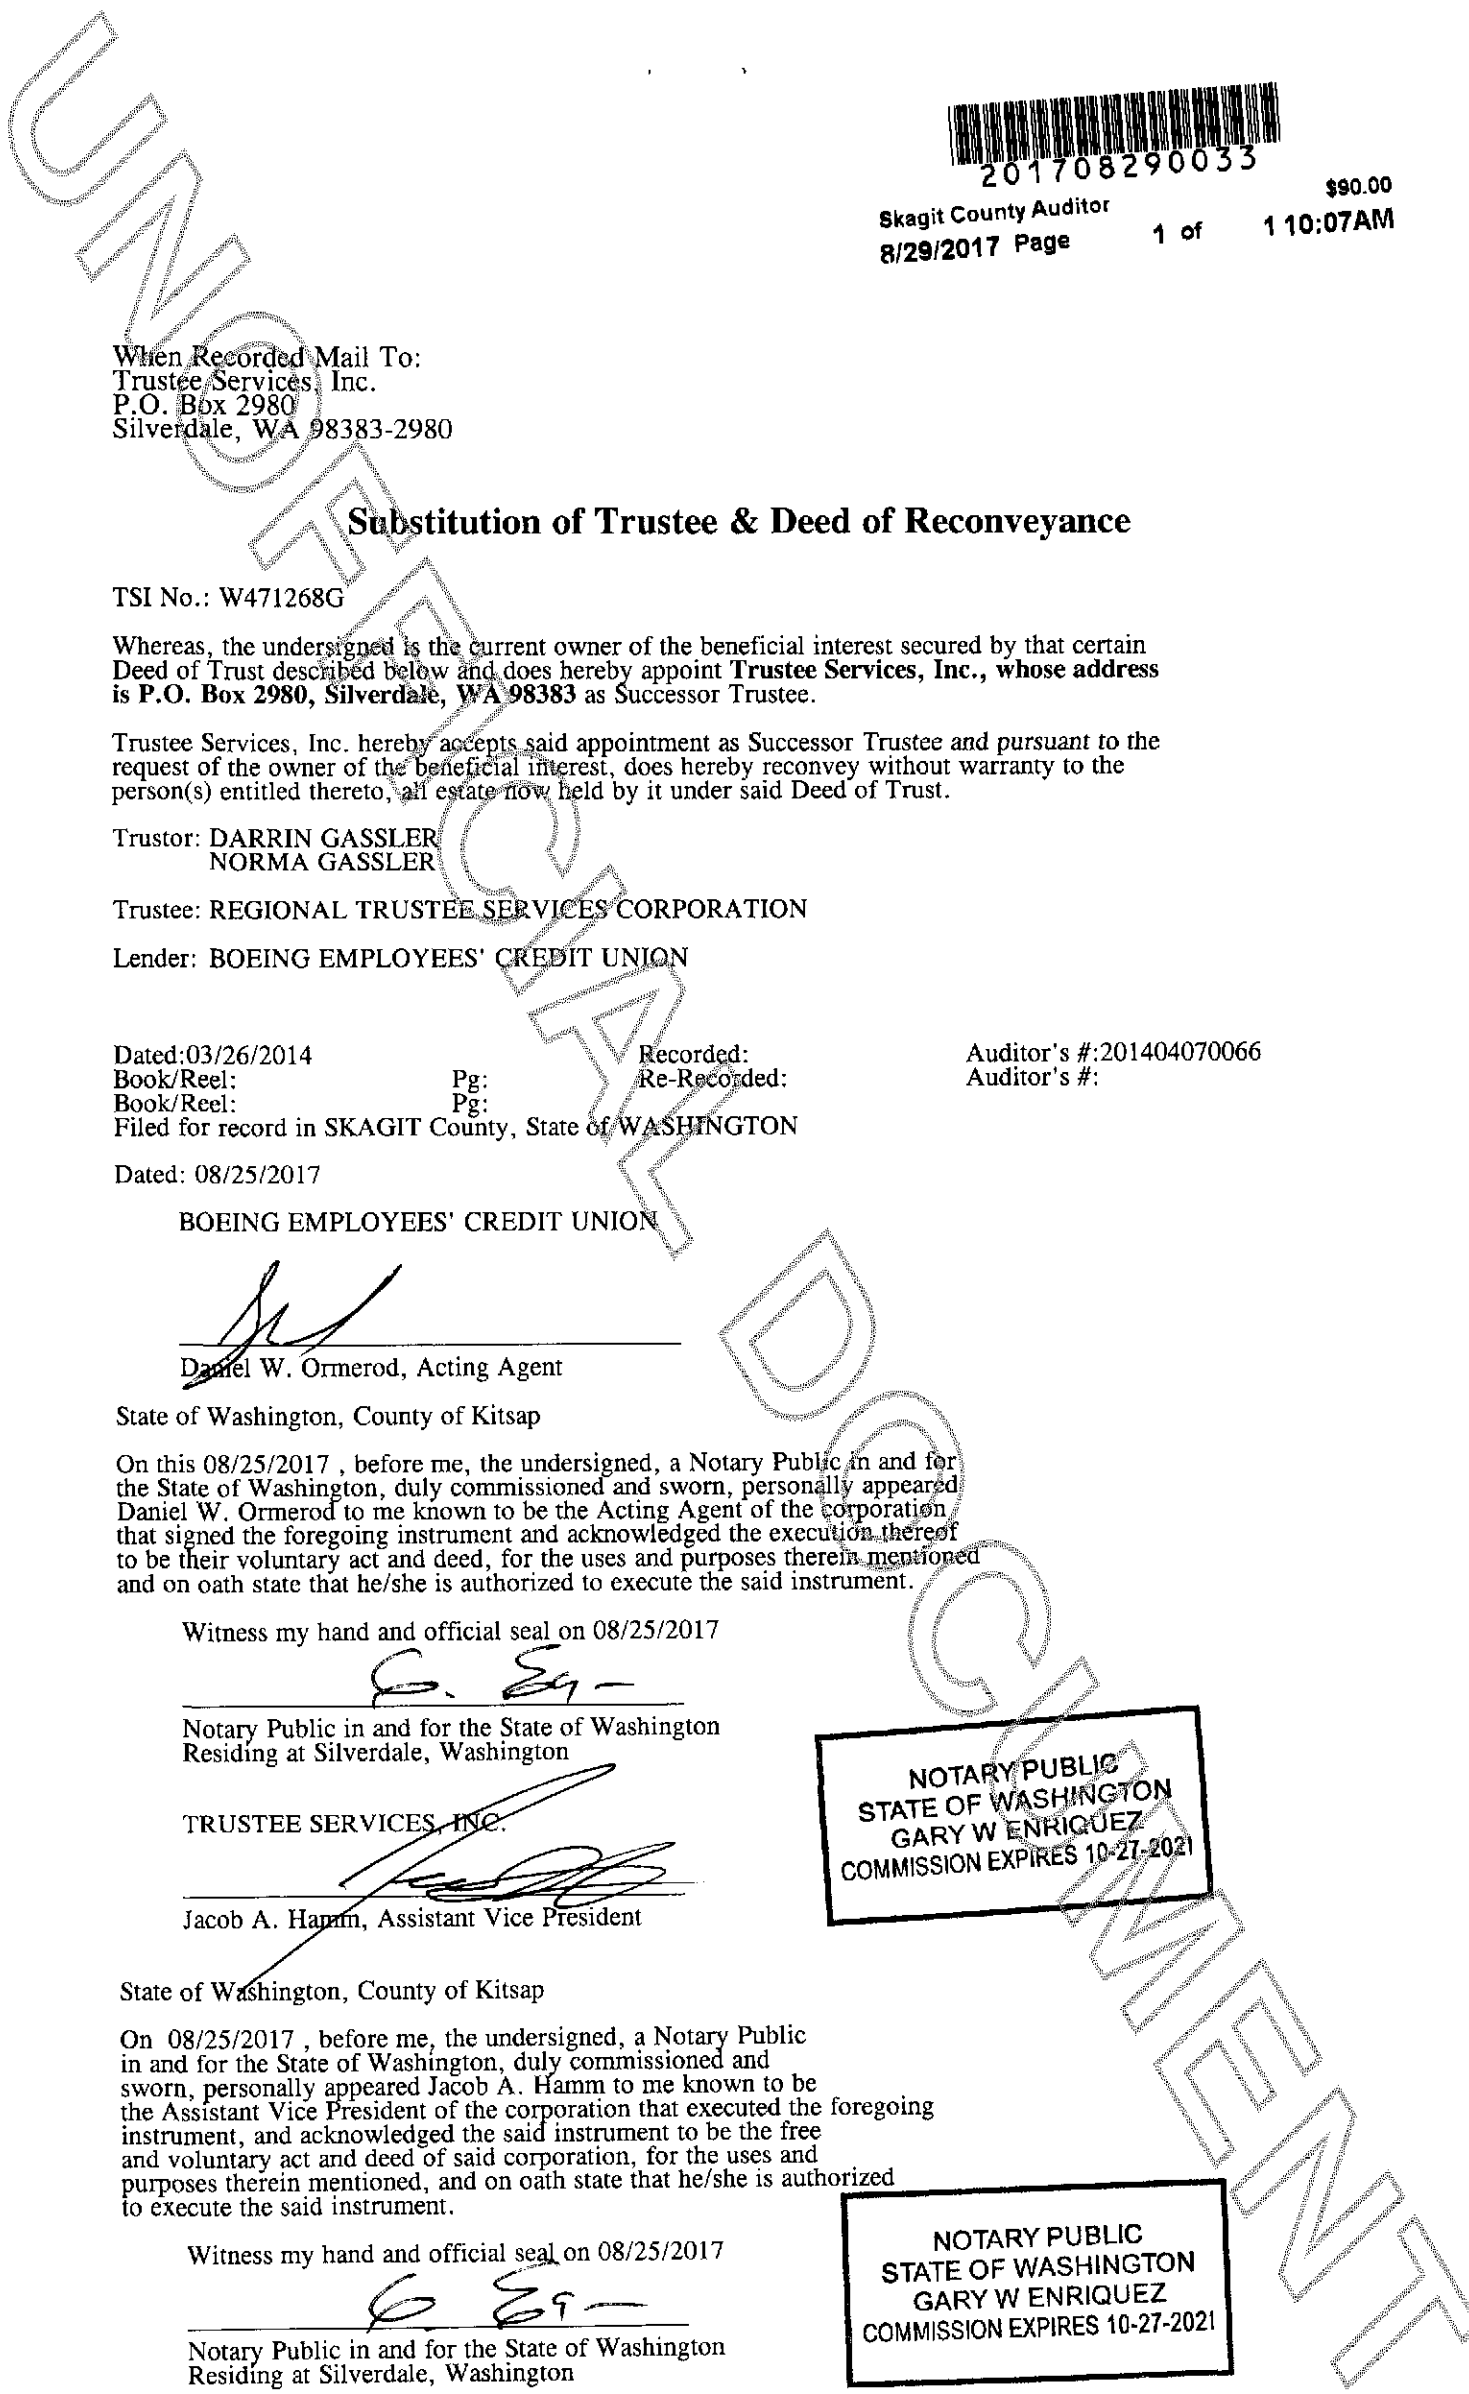 201708290033
$90.00
Skagit County Auditor
8/29/2017 Page 1 of 1 10:07AM
When Recorded Mail To:
Trustee Services, Inc.
P.O. Box 2980
Silverdale, WA 98383-2980
Substitution of Trustee & Deed of Reconveyance
TSI No.: W471268G
Whereas, the undersigned is the current owner of the beneficial interest secured by that certain
Deed of Trust described below and does hereby appoint Trustee Services, Inc., whose address
is P.O. Box 2980, Silverdale, WA 98383 as Successor Trustee.
Trustee Services, Inc. hereby accepts said appointment as Successor Trustee and pursuant to the
request of the owner of the beneficial interest, does hereby reconvey without warranty to the
person(s) entitled thereto, all estate now held by it under said Deed of Trust.
Trustor: DARRIN GASSLER
NORMA GASSLER
Trustee: REGIONAL TRUSTEE SERVICES CORPORATION
Lender: BOEING EMPLOYEES' CREDIT UNION
Dated:03/26/2014 Recorded: Auditor's #:201404070066
Book/Reel: Pg: Re-Recorded: Auditor's #:
Book/Reel: Pg:
Filed for record in SKAGIT County, State of WASHINGTON
Dated: 08/25/2017
BOEING EMPLOYEES' CREDIT UNION
Daniel W. Ormerod, Acting Agent
State of Washington, County of Kitsap
On this 08/25/2017 , before me, the undersigned, a Notary Public in and for
the State of Washington, duly commissioned and sworn, personally appeared
Daniel W. Ormerod to me known to be the Acting Agent of the corporation
that signed the foregoing instrument and acknowledged the execution thereof
to be their voluntary act and deed, for the uses and purposes therein mentioned
and on oath state that he/she is authorized to execute the said instrument.
Witness my hand and official seal on 08/25/2017
Notary Public in and for the State of Washington
Residing at Silverdale, Washington
NOTARY PUBLIC
STATE OF WASHINGTON
GARY W ENRIQUEZ
COMMISSION EXPIRES 10-27-2021
TRUSTEE SERVICES, INC.
Jacob A. Hamm, Assistant Vice President
State of Washington, County of Kitsap
On 08/25/2017 , before me, the undersigned, a Notary Public
in and for the State of Washington, duly commissioned and
sworn, personally appeared Jacob A. Hamm to me known to be
the Assistant Vice President of the corporation that executed the foregoing
instrument, and acknowledged the said instrument to be the free
and voluntary act and deed of said corporation, for the uses and
purposes therein mentioned, and on oath state that he/she is authorized
to execute the said instrument.
Witness my hand and official seal on 08/25/2017
Notary Public in and for the State of Washington
Residing at Silverdale, Washington
NOTARY PUBLIC
STATE OF WASHINGTON
GARY W ENRIQUEZ
COMMISSION EXPIRES 10-27-2021
UNOFFICIAL DOCUMENT